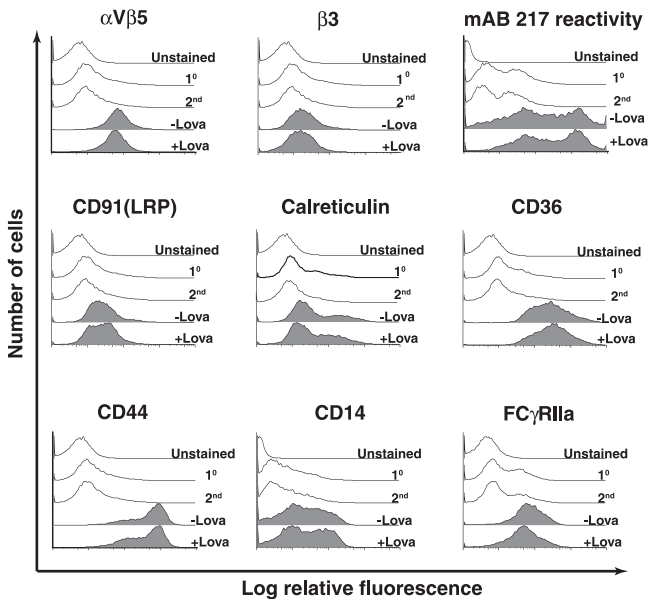 αVβ5
Unstained
1⁰
2ⁿᵈ
-Lova
+Lova
β3
Unstained
1⁰
2ⁿᵈ
-Lova
+Lova
mAB 217 reactivity
Unstained
1⁰
2ⁿᵈ
-Lova
+Lova
CD91(LRP)
Unstained
1⁰
2ⁿᵈ
-Lova
+Lova
Calreticulin
Unstained
1⁰
2ⁿᵈ
-Lova
+Lova
CD36
Unstained
1⁰
2ⁿᵈ
-Lova
+Lova
CD44
Unstained
1⁰
2ⁿᵈ
-Lova
+Lova
CD14
Unstained
1⁰
2ⁿᵈ
-Lova
+Lova
FCγRIIa
Unstained
1⁰
2ⁿᵈ
-Lova
+Lova
Number of cells
Log relative fluorescence